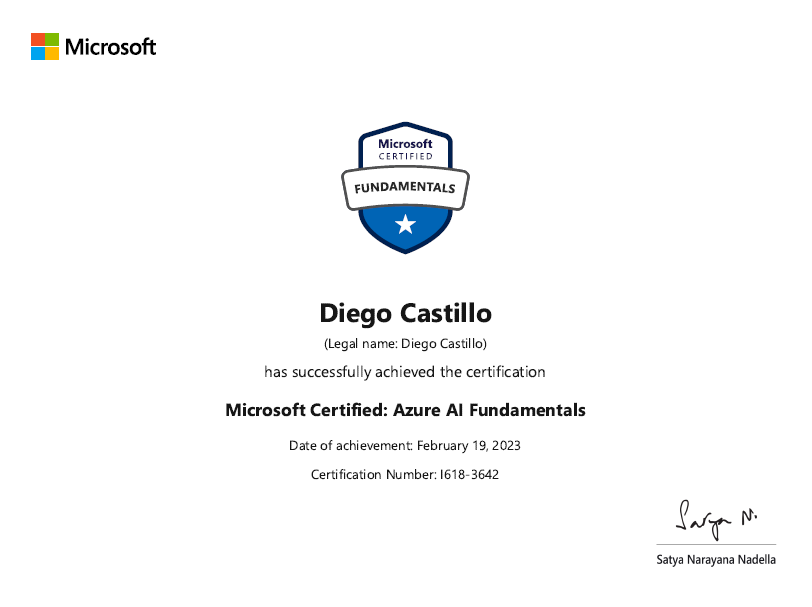 Microsoft
Microsoft
CERTIFIED
FUNDAMENTALS
Diego Castillo
(Legal name: Diego Castillo)
has successfully achieved the certification
Microsoft Certified: Azure AI Fundamentals
Date of achievement: February 19, 2023
Certification Number: I618-3642
Satya N.
Satya Narayana Nadella